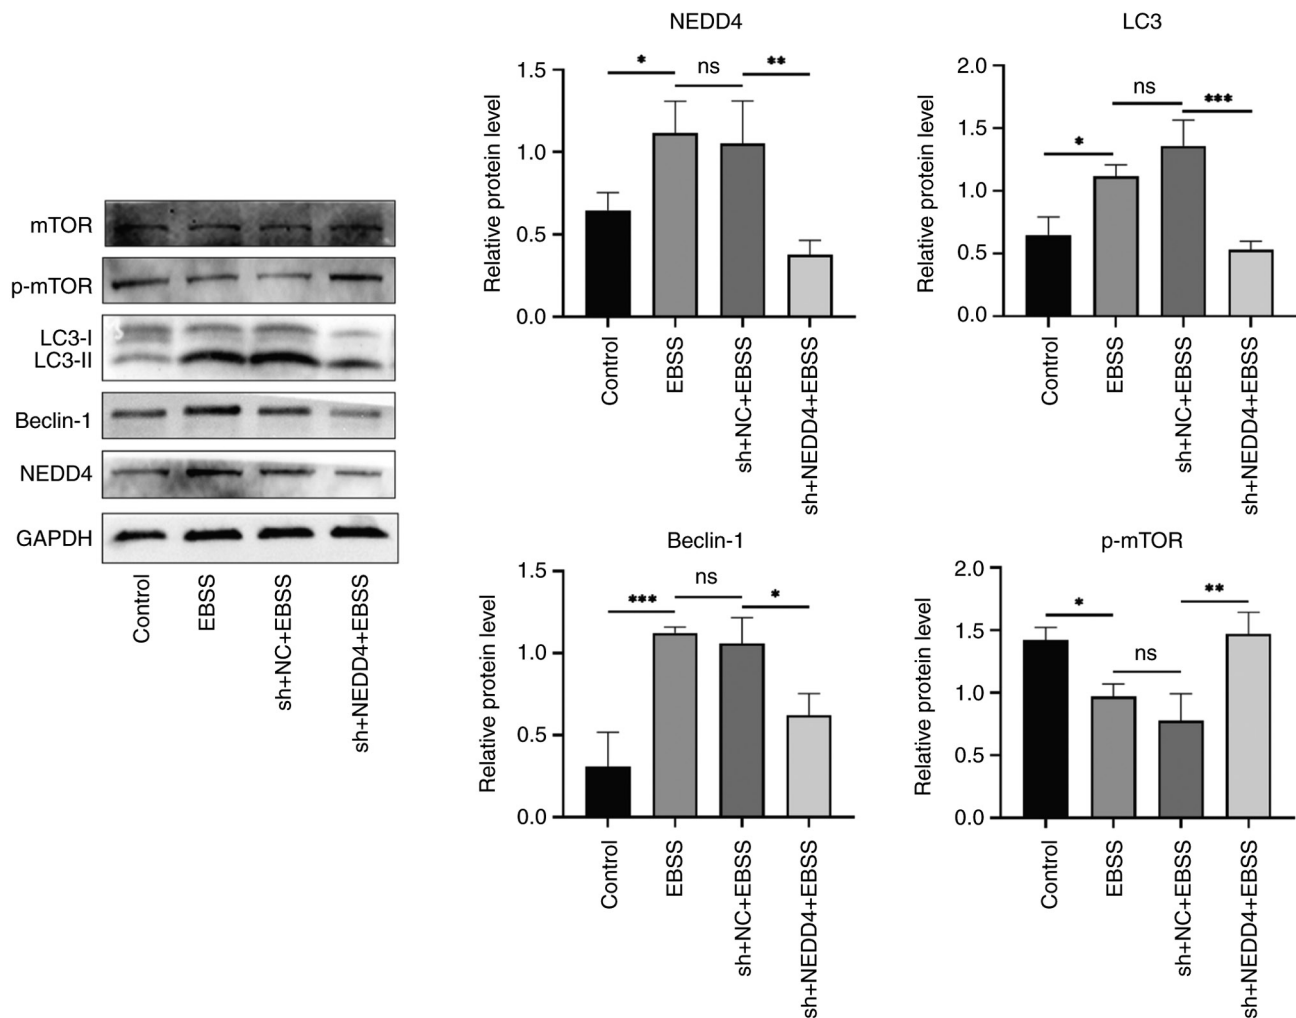 mTOR
p-mTOR
LC3-I
LC3-II
Beclin-1
NEDD4
GAPDH
Control
EBSS
sh+NC+EBSS
sh+NEDD4+EBSS
NEDD4
Relative protein level
1.5
1.0
0.5
0.0
*
ns
**
Control
EBSS
sh+NC+EBSS
sh+NEDD4+EBSS
LC3
Relative protein level
2.0
1.5
1.0
0.5
0.0
*
ns
***
Control
EBSS
sh+NC+EBSS
sh+NEDD4+EBSS
Beclin-1
Relative protein level
1.5
1.0
0.5
0.0
***
ns
*
Control
EBSS
sh+NC+EBSS
sh+NEDD4+EBSS
p-mTOR
Relative protein level
2.0
1.5
1.0
0.5
0.0
*
ns
**
Control
EBSS
sh+NC+EBSS
sh+NEDD4+EBSS